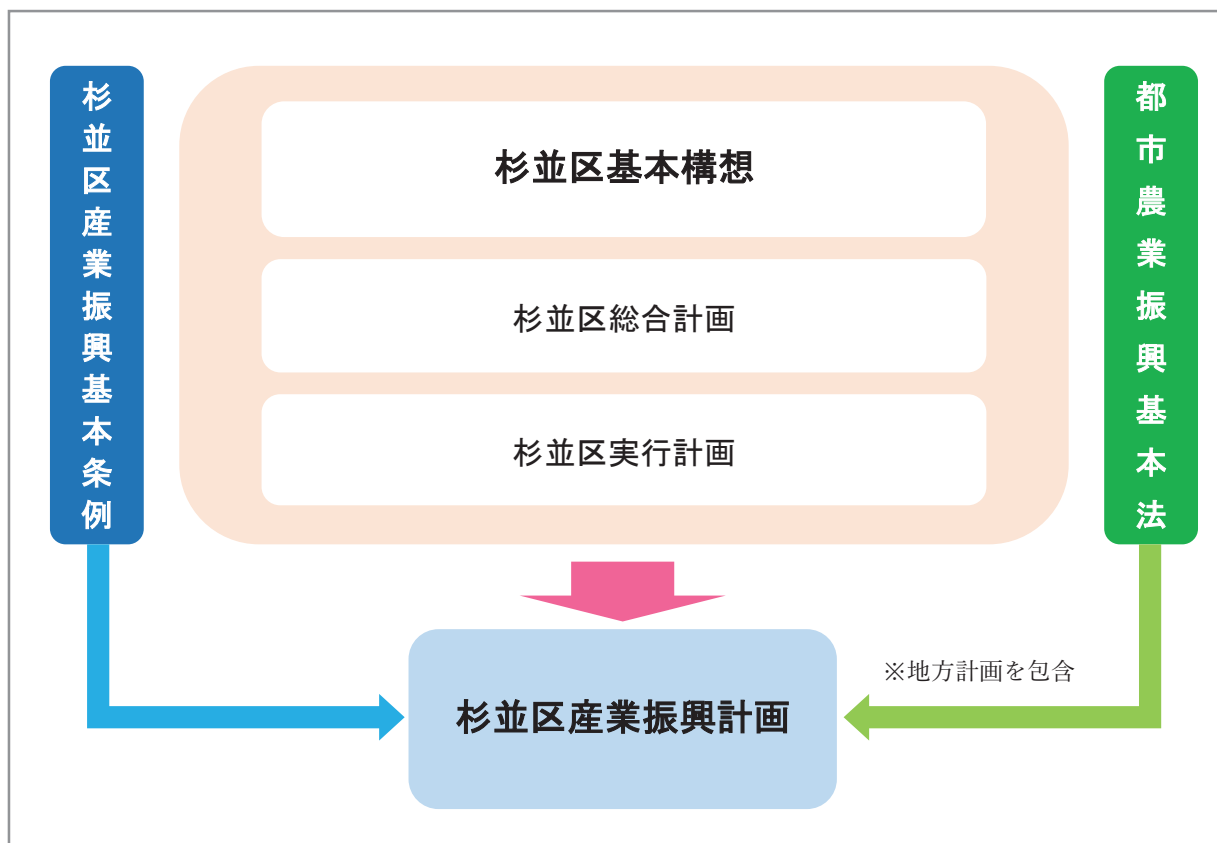 杉並区産業振興基本条例
杉並区基本構想
杉並区総合計画
杉並区実行計画
都市農業振興基本法
※地方計画を包含
杉並区産業振興計画